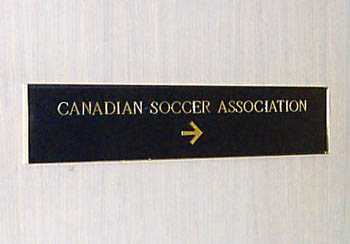 CANADIAN SOCCER ASSOCIATION
→